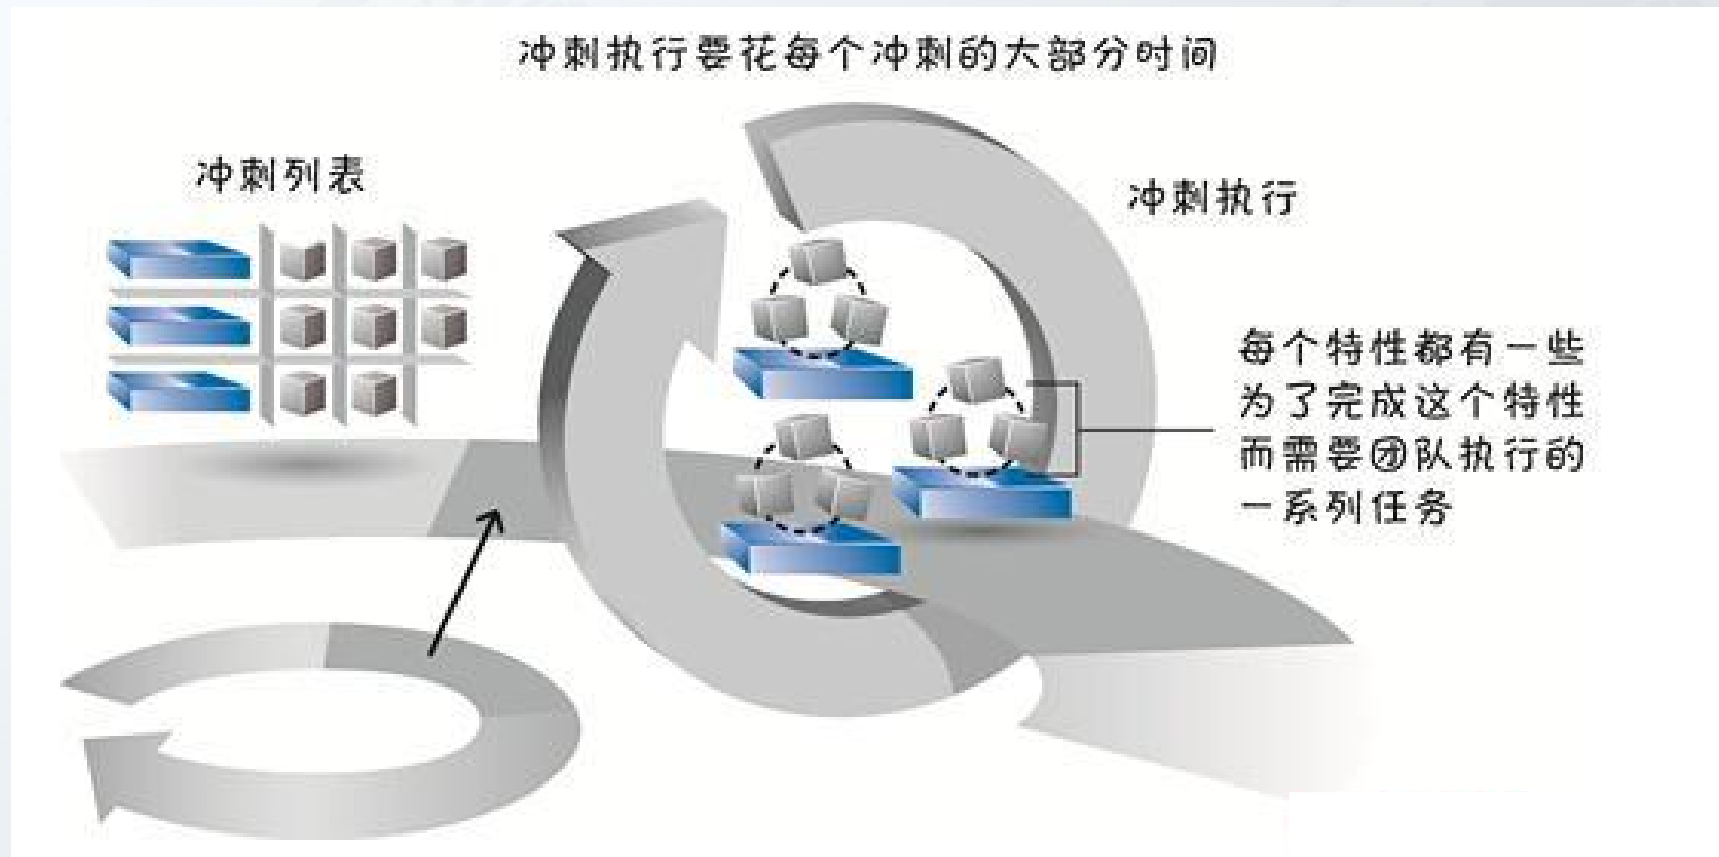 冲刺执行要花每个冲刺的大部分时间
冲刺列表
冲刺执行
每个特性都有一些
为了完成这个特性
而需要团队执行的
一系列任务